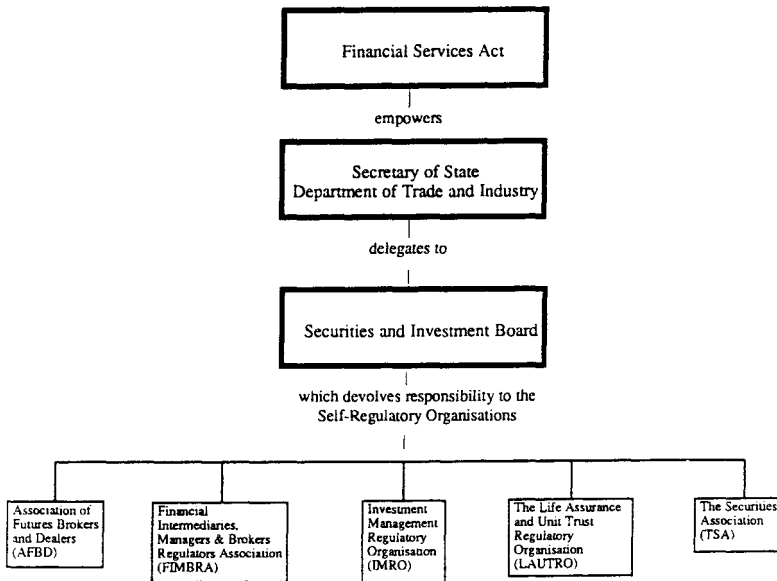 Financial Services Act
empowers
Secretary of State
Department of Trade and Industry
delegates to
Securities and Investment Board
which devolves responsibility to the
Self-Regulatory Organisations
Association of
Futures Brokers
and Dealers
(AFBD)
Financial
Intermediaries,
Managers & Brokers
Regulators Association
(FIMBRA)
Investment
Management
Regulatory
Organisation
(IMRO)
The Life Assurance
and Unit Trust
Regulatory
Organisation
(LAUTRO)
The Securities
Association
(TSA)